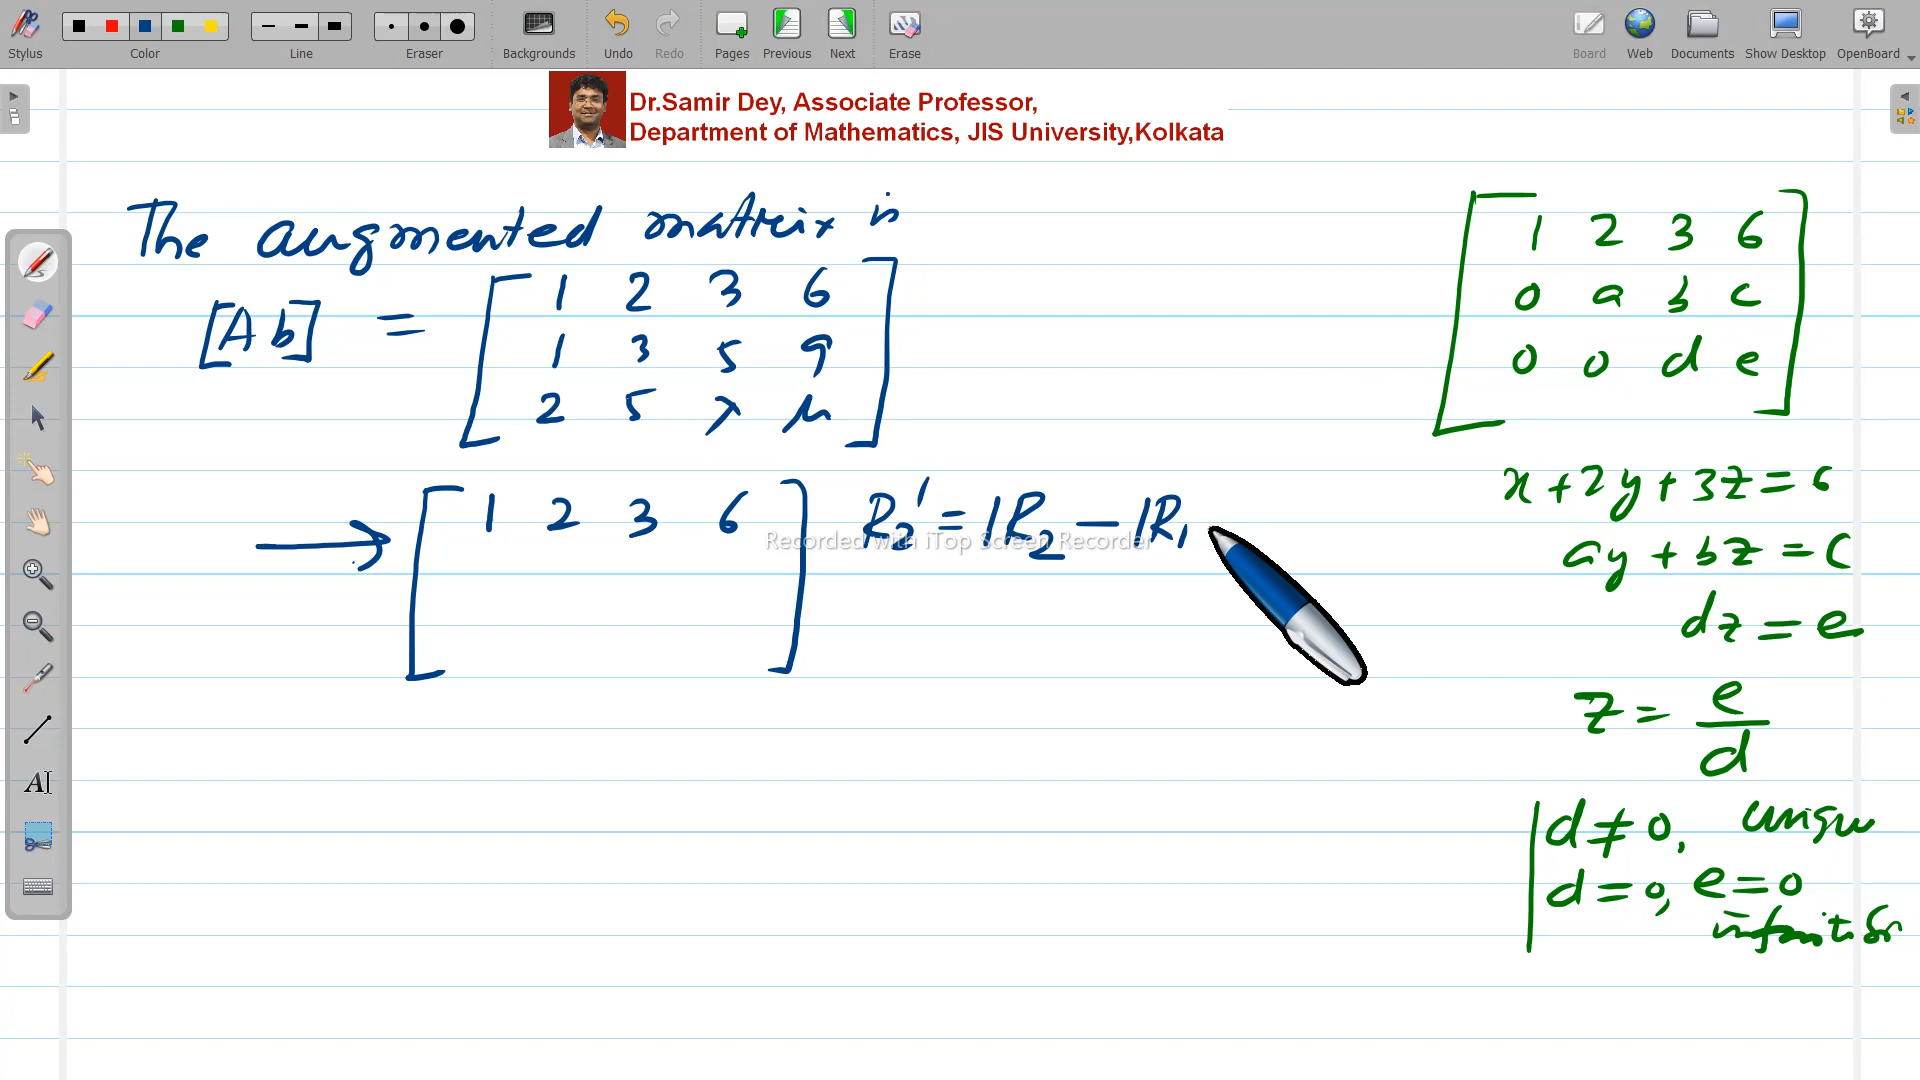 Stylus Color Line Eraser Backgrounds Undo Redo Pages Previous Next Erase Board Web Documents Show Desktop OpenBoard
Dr.Samir Dey, Associate Professor,
Department of Mathematics, JIS University,Kolkata
The augmented matrix is
[A b] =
1 2 3 6
1 3 5 9
2 5 λ μ
→
1 2 3 6
R₂' = 1R₂ − 1R₁
Recorded with iTop Screen Recorder
1 2 3 6
0 a b c
0 0 d e
x + 2y + 3z = 6
ay + bz = c
dz = e
z = e/d
d ≠ 0, unique
d = 0, e = 0
AI